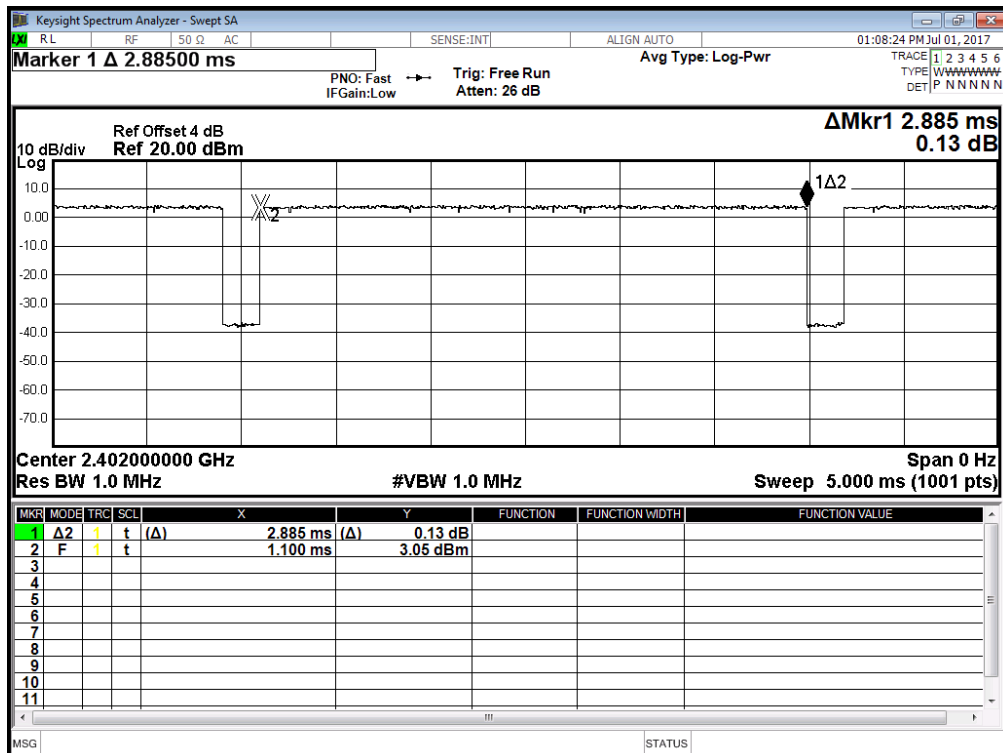 Keysight Spectrum Analyzer - Swept SA
LXI RL RF 50 Ω AC SENSE:INT ALIGN AUTO 01:08:24 PM Jul 01, 2017
Marker 1 Δ 2.88500 ms
PNO: Fast
IFGain:Low
Trig: Free Run
Atten: 26 dB
Avg Type: Log-Pwr
TRACE 1 2 3 4 5 6
TYPE WWWWWW
DET P N N N N N
ΔMkr1 2.885 ms
0.13 dB
Ref Offset 4 dB
10 dB/div Ref 20.00 dBm
Log
10.0
0.00
-10.0
-20.0
-30.0
-40.0
-50.0
-60.0
-70.0
1Δ2
2
Center 2.402000000 GHz Span 0 Hz
Res BW 1.0 MHz #VBW 1.0 MHz Sweep 5.000 ms (1001 pts)
MKR MODE TRC SCL X Y FUNCTION FUNCTION WIDTH FUNCTION VALUE
1 Δ2 1 t (Δ) 2.885 ms (Δ) 0.13 dB
2 F 1 t 1.100 ms 3.05 dBm
3
4
5
6
7
8
9
10
11
MSG STATUS